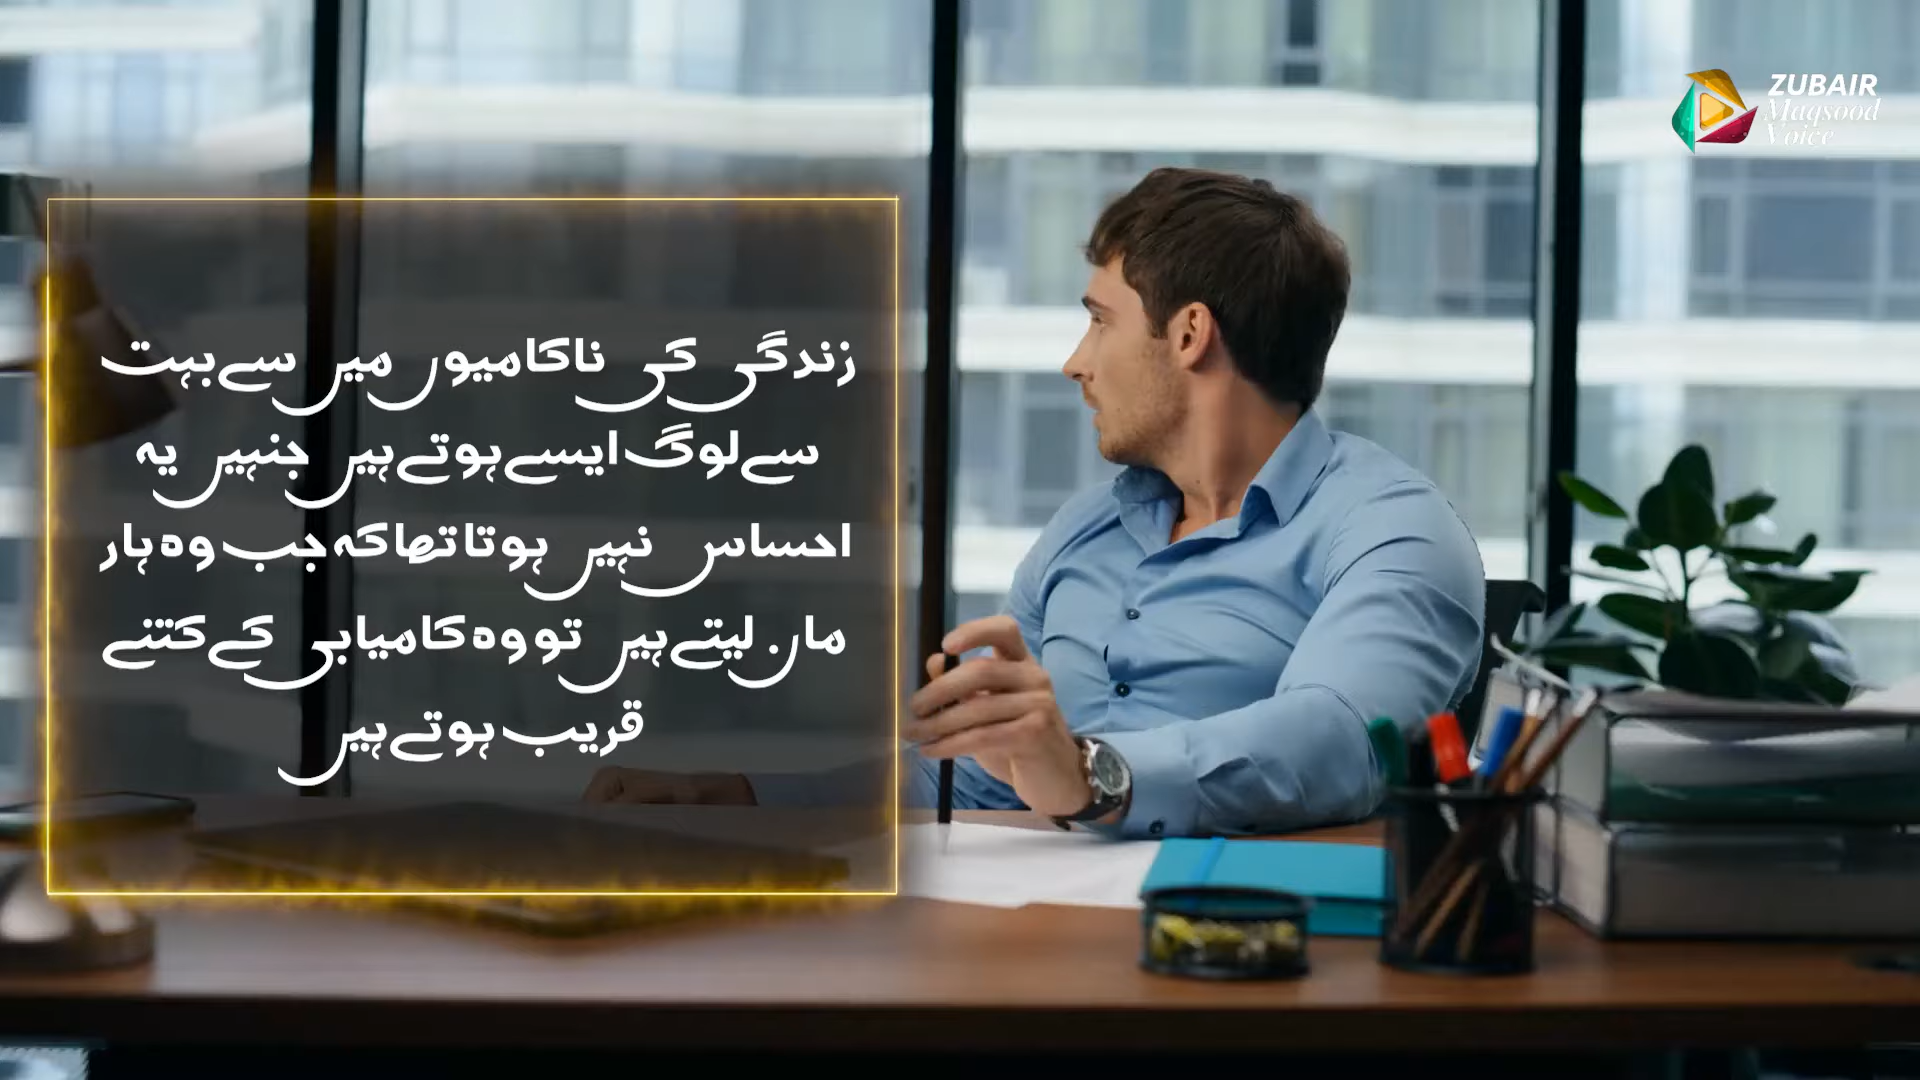 ZUBAIR
Maqsood
Voice
زندگی کی ناکامیوں میں سے بہت
سے لوگ ایسے ہوتے ہیں جنہیں یہ
احساس نہیں ہوتا تھا کہ جب وہ ہار
مان لیتے ہیں تو وہ کامیابی کے کتنے
قریب ہوتے ہیں